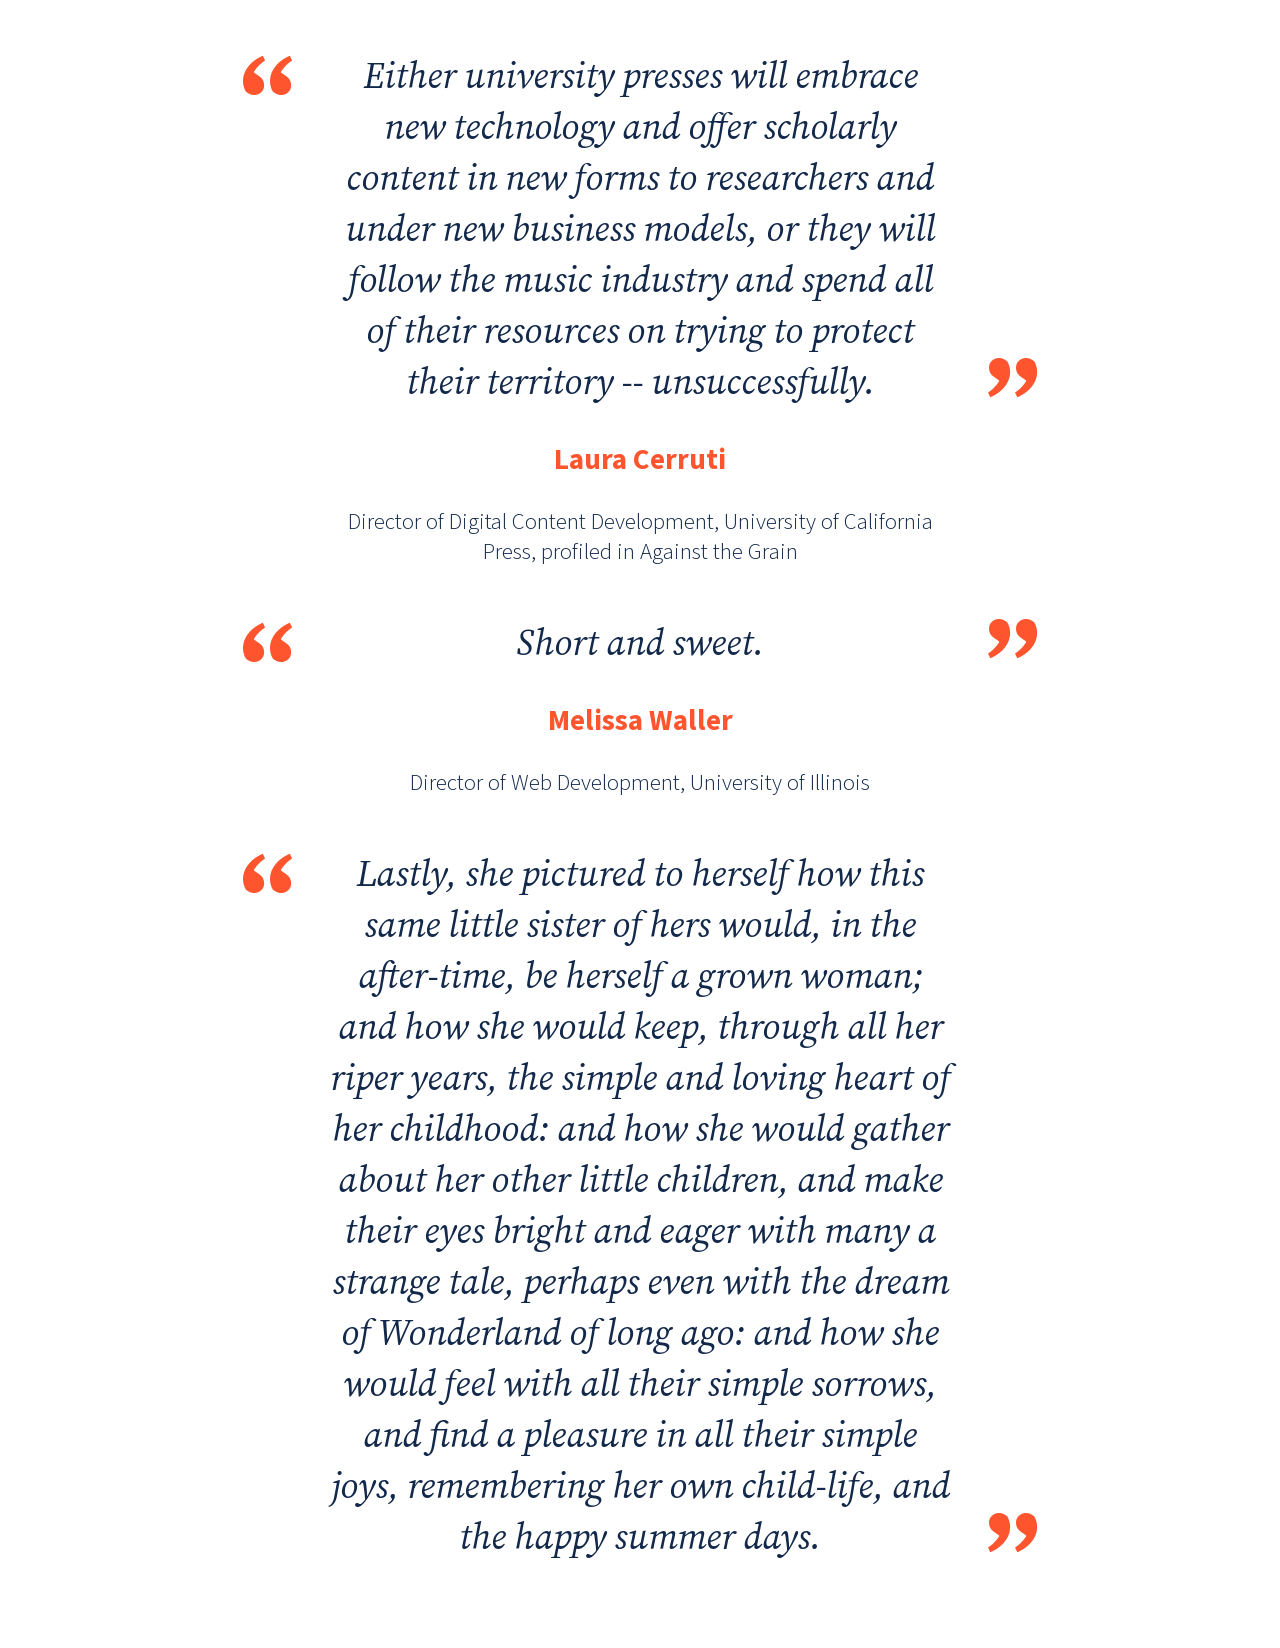 “ Either university presses will embrace
new technology and offer scholarly
content in new forms to researchers and
under new business models, or they will
follow the music industry and spend all
of their resources on trying to protect
their territory -- unsuccessfully. ”
Laura Cerruti
Director of Digital Content Development, University of California
Press, profiled in Against the Grain
“ Short and sweet. ”
Melissa Waller
Director of Web Development, University of Illinois
“ Lastly, she pictured to herself how this
same little sister of hers would, in the
after-time, be herself a grown woman;
and how she would keep, through all her
riper years, the simple and loving heart of
her childhood: and how she would gather
about her other little children, and make
their eyes bright and eager with many a
strange tale, perhaps even with the dream
of Wonderland of long ago: and how she
would feel with all their simple sorrows,
and find a pleasure in all their simple
joys, remembering her own child-life, and
the happy summer days. ”